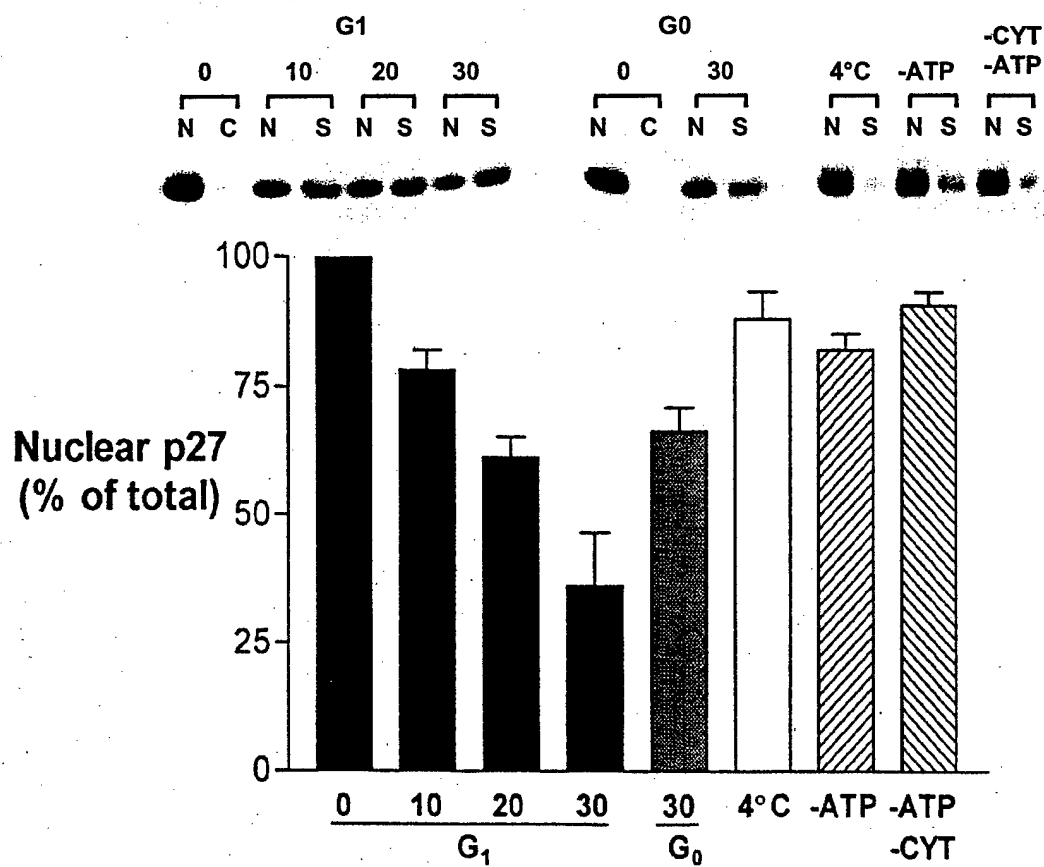 G1 G0 -CYT
0 10 20 30 0 30 4°C -ATP -ATP
N C N S N S N S N C N S N S N S N S
100
75
Nuclear p27
(% of total)
50
25
0
0 10 20 30 30 4°C -ATP -ATP
G₁ G₀ -CYT